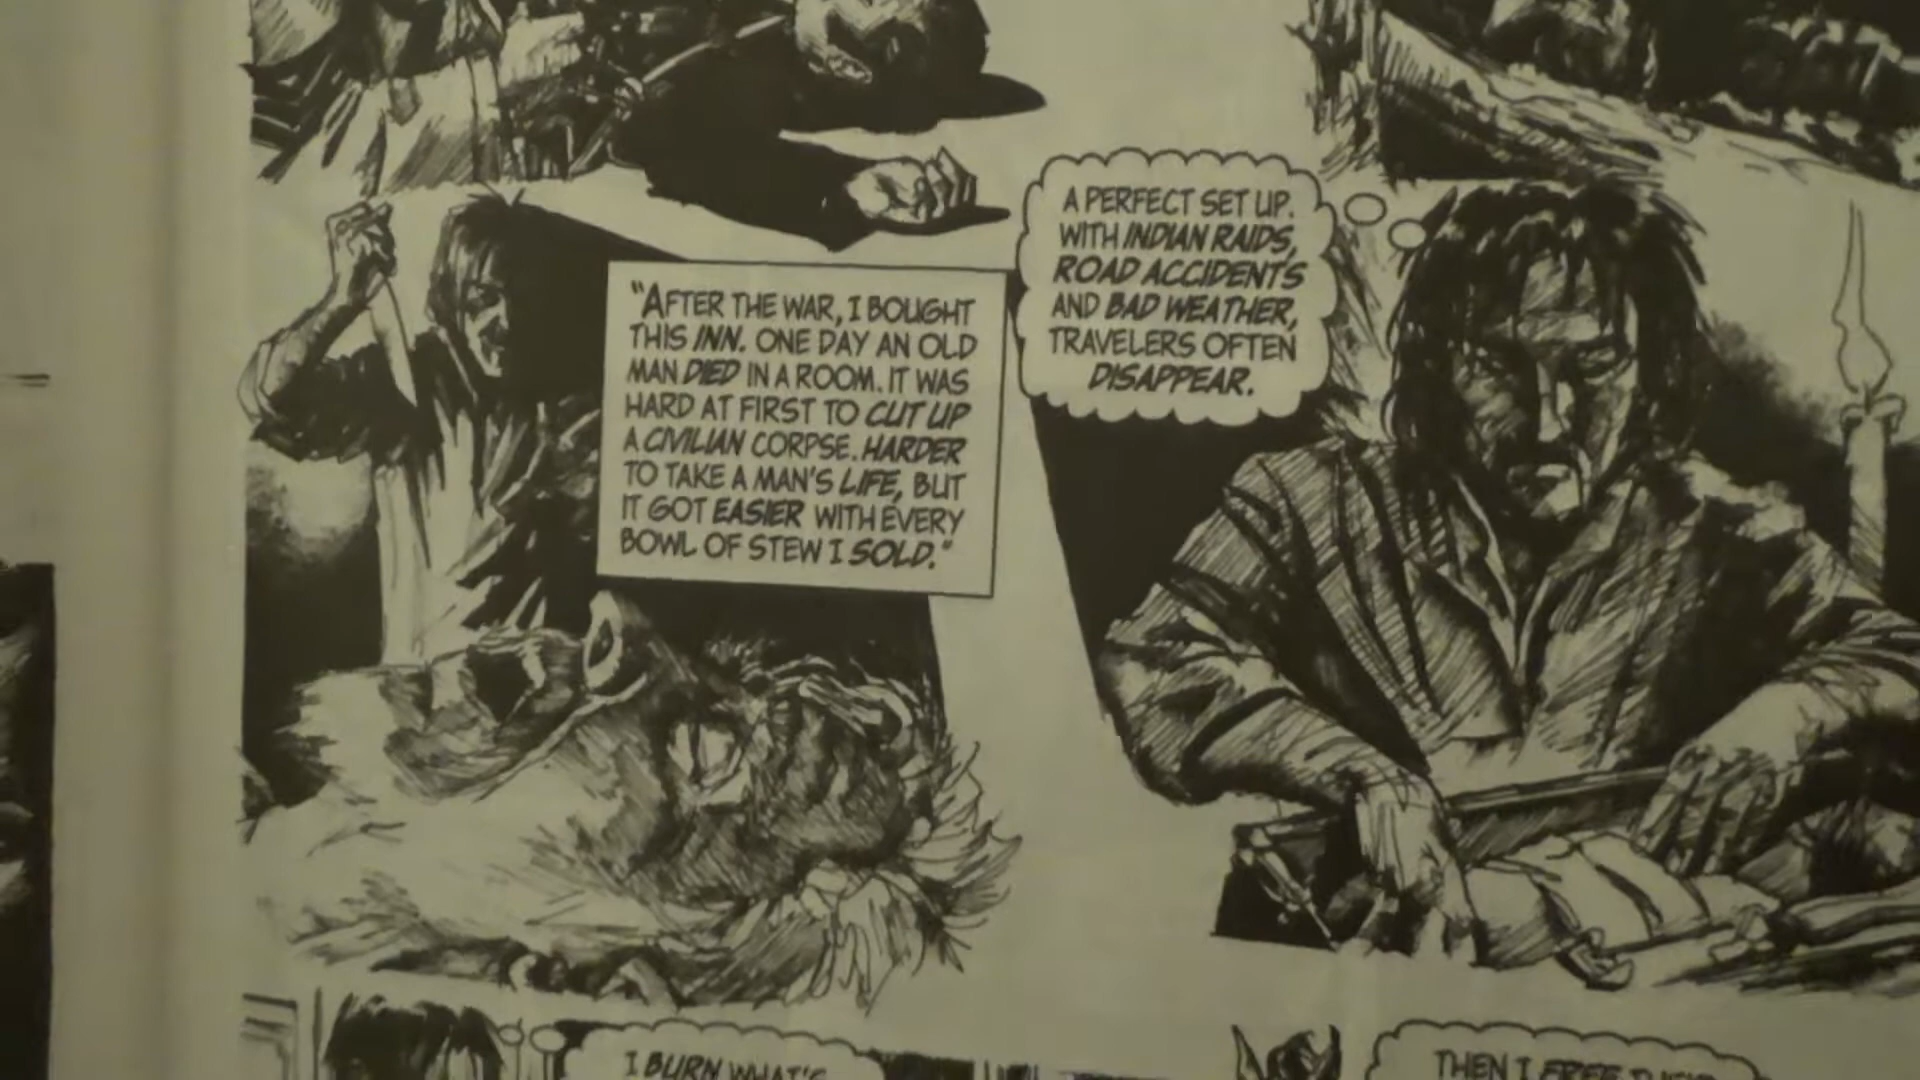 "AFTER THE WAR, I BOUGHT
THIS INN. ONE DAY AN OLD
MAN DIED IN A ROOM. IT WAS
HARD AT FIRST TO CUT UP
A CIVILIAN CORPSE. HARDER
TO TAKE A MAN'S LIFE, BUT
IT GOT EASIER WITH EVERY
BOWL OF STEW I SOLD."
A PERFECT SET UP.
WITH INDIAN RAIDS,
ROAD ACCIDENTS
AND BAD WEATHER,
TRAVELERS OFTEN
DISAPPEAR.
I BURN WHAT'S
THEN I FREE